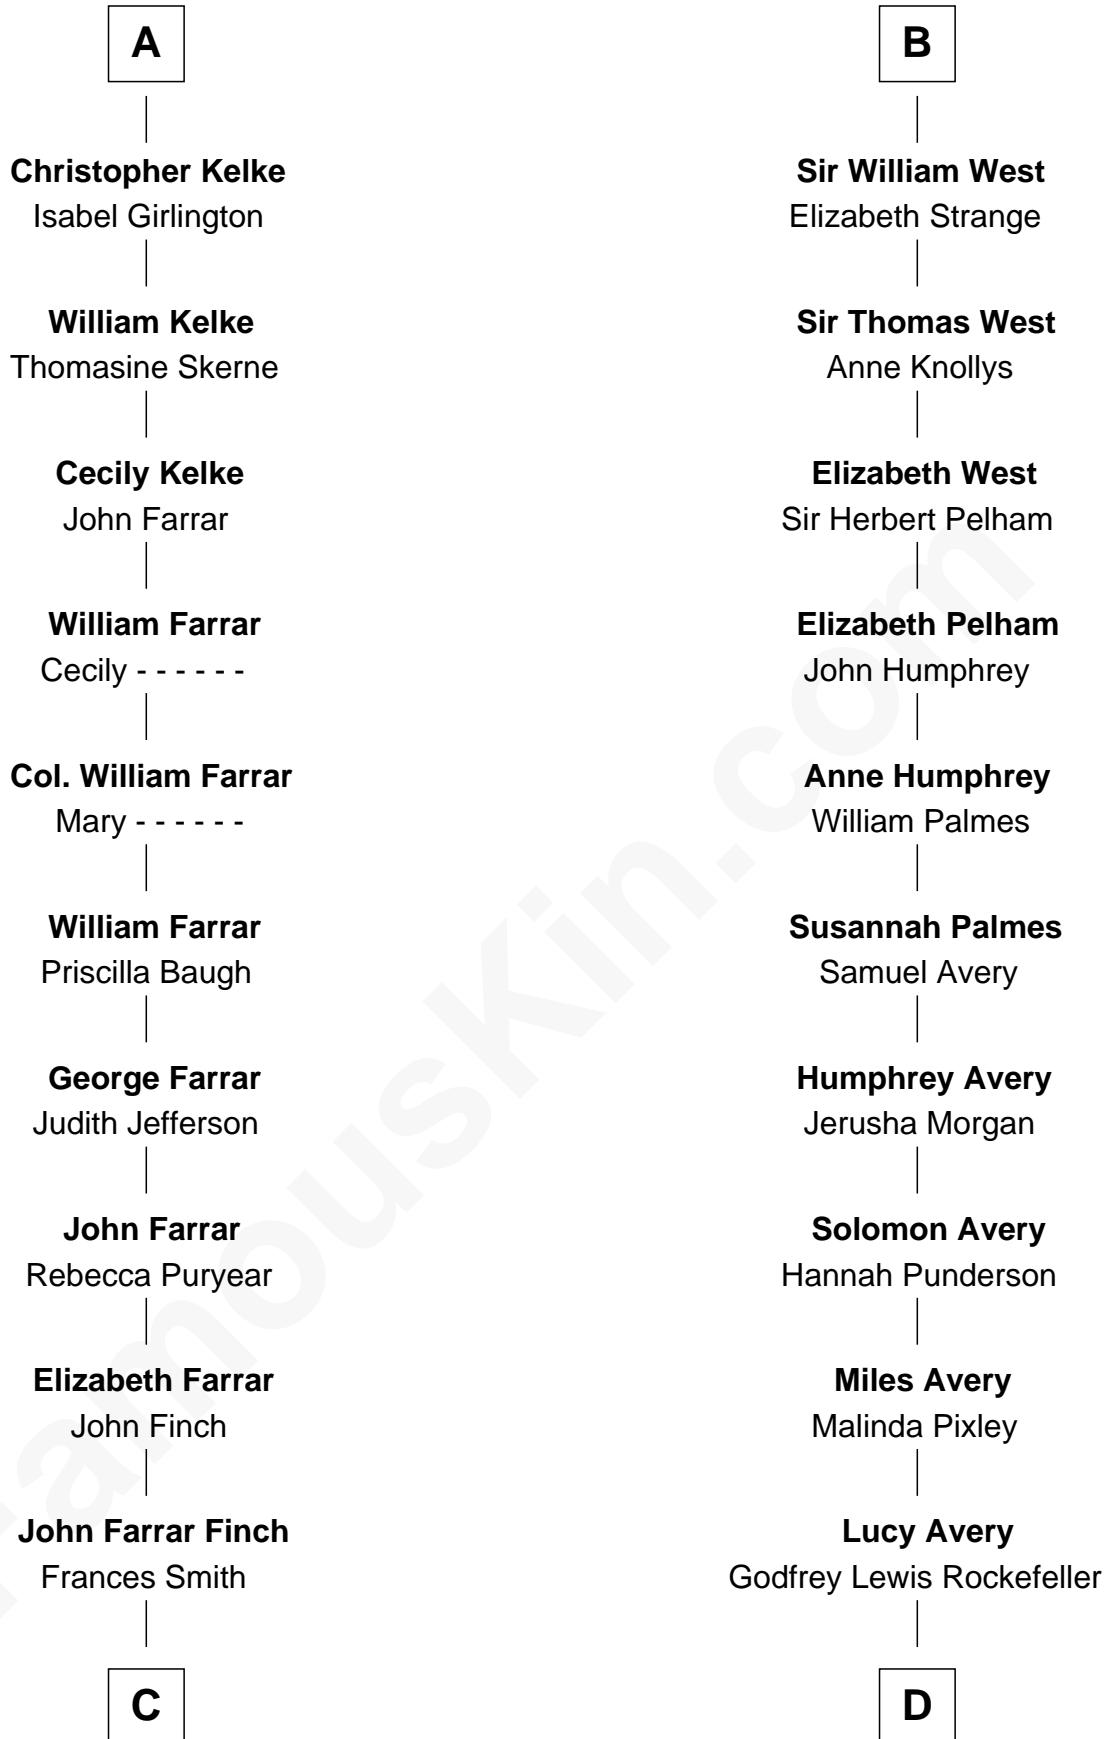 A
Christopher Kelke
Isabel Girlington
William Kelke
Thomasine Skerne
Cecily Kelke
John Farrar
William Farrar
Cecily - - - - - -
Col. William Farrar
Mary - - - - - -
William Farrar
Priscilla Baugh
George Farrar
Judith Jefferson
John Farrar
Rebecca Puryear
Elizabeth Farrar
John Finch
John Farrar Finch
Frances Smith
C
B
Sir William West
Elizabeth Strange
Sir Thomas West
Anne Knollys
Elizabeth West
Sir Herbert Pelham
Elizabeth Pelham
John Humphrey
Anne Humphrey
William Palmes
Susannah Palmes
Samuel Avery
Humphrey Avery
Jerusha Morgan
Solomon Avery
Hannah Punderson
Miles Avery
Malinda Pixley
Lucy Avery
Godfrey Lewis Rockefeller
D
FamousKin.com